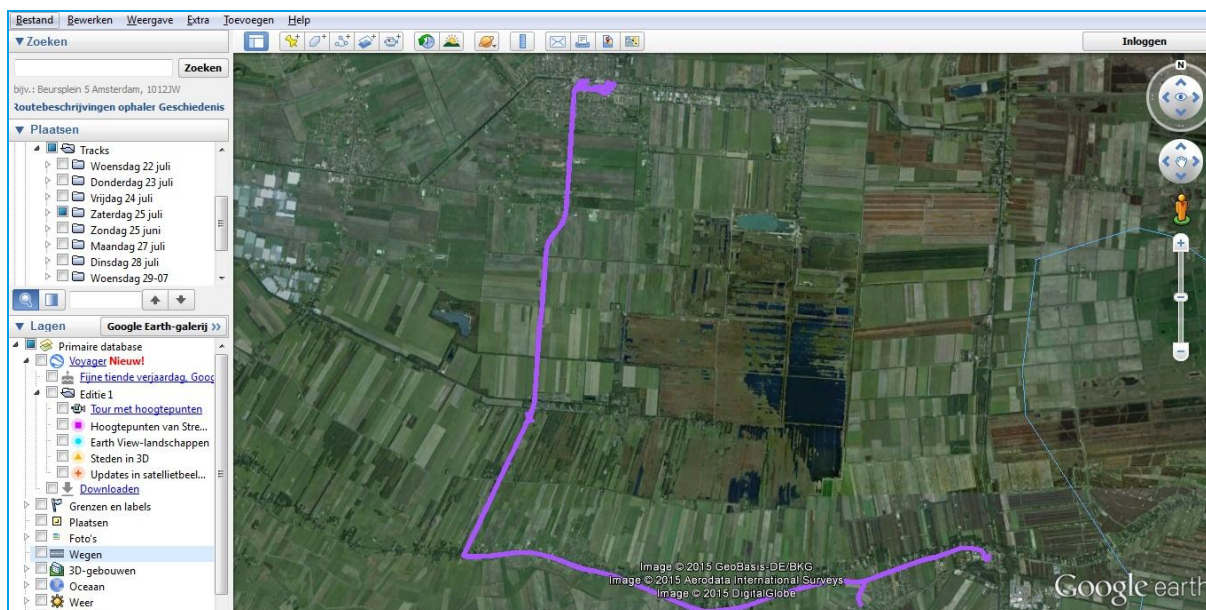 Bestand Bewerken Weergave Extra Toevoegen Help
Zoeken
Inloggen
Zoeken
bijv.: Beursplein 5 Amsterdam, 1012JW
Routebeschrijvingen ophaler Geschiedenis
Plaatsen
Tracks
Woensdag 22 juli
Donderdag 23 juli
Vrijdag 24 juli
Zaterdag 25 juli
Zondag 25 juni
Maandag 27 juli
Dinsdag 28 juli
Woensdag 29-07
Lagen Google Earth-galerij >>
Primaire database
Voyager Nieuw!
Fijne tiende verjaardag, Goog
Editie 1
Tour met hoogtepunten
Hoogtepunten van Stre...
Earth View-landschappen
Steden in 3D
Updates in satellietbeel...
Downloaden
Grenzen en labels
Plaatsen
Foto's
Wegen
3D-gebouwen
Oceaan
Weer
N
Image © 2015 GeoBasis-DE/BKG
Image © 2015 Aerodata International Surveys
Image © 2015 DigitalGlobe
Google earth